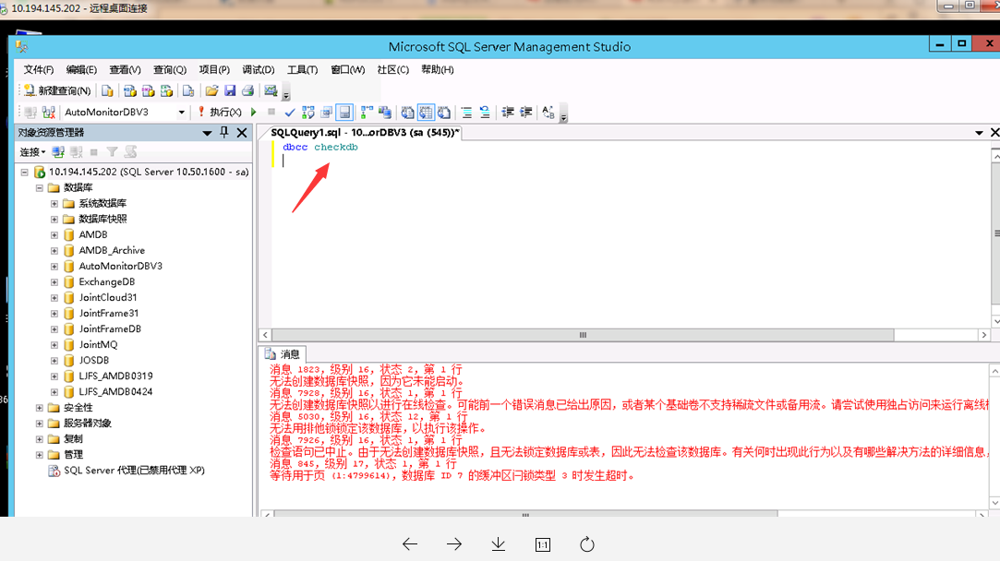 10.194.145.202 - 远程桌面连接
Microsoft SQL Server Management Studio
文件(F) 编辑(E) 查看(V) 查询(Q) 项目(P) 调试(D) 工具(T) 窗口(W) 社区(C) 帮助(H)
新建查询(N)
AutoMonitorDBV3 执行(X)
对象资源管理器
SQLQuery1.sql - 10...orDBV3 (sa (545))*
连接
dbcc checkdb
10.194.145.202 (SQL Server 10.50.1600 - sa)
数据库
系统数据库
数据库快照
AMDB
AMDB_Archive
AutoMonitorDBV3
ExchangeDB
JointCloud31
JointFrame31
JointFrameDB
JointMQ
JOSDB
LJFS_AMDB0319
LJFS_AMDB0424
安全性
服务器对象
复制
管理
SQL Server 代理(已禁用代理 XP)
消息
消息 1823，级别 16，状态 2，第 1 行
无法创建数据库快照，因为它未能启动。
消息 7928，级别 16，状态 1，第 1 行
无法创建数据库快照以进行在线检查。可能前一个错误消息已给出原因，或者某个基础卷不支持稀疏文件或备用流。请尝试使用独占访问来运行离线
消息 5030，级别 16，状态 12，第 1 行
无法用排他锁锁定该数据库，以执行该操作。
消息 7926，级别 16，状态 1，第 1 行
检查语句已中止。由于无法创建数据库快照，且无法锁定数据库或表，因此无法检查该数据库。有关何时出现此行为以及有哪些解决方法的详细信息，
消息 845，级别 17，状态 1，第 1 行
等待用于页 (1:4799614)，数据库 ID 7 的缓冲区闩锁类型 3 时发生超时。
1:1